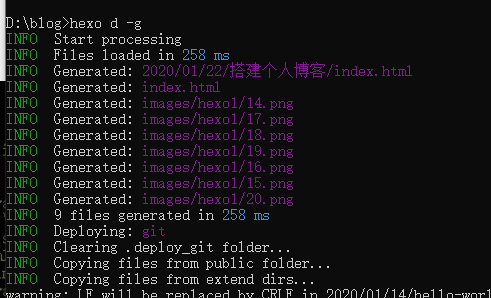 D:\blog>hexo d -g
INFO  Start processing
INFO  Files loaded in 258 ms
INFO  Generated: 2020/01/22/搭建个人博客/index.html
INFO  Generated: index.html
INFO  Generated: images/hexo1/14.png
INFO  Generated: images/hexo1/17.png
INFO  Generated: images/hexo1/18.png
INFO  Generated: images/hexo1/19.png
INFO  Generated: images/hexo1/16.png
INFO  Generated: images/hexo1/15.png
INFO  Generated: images/hexo1/20.png
INFO  9 files generated in 258 ms
INFO  Deploying: git
INFO  Clearing .deploy_git folder...
INFO  Copying files from public folder...
INFO  Copying files from extend dirs...
warning: LF will be replaced by CRLF in 2020/01/14/hello-worl